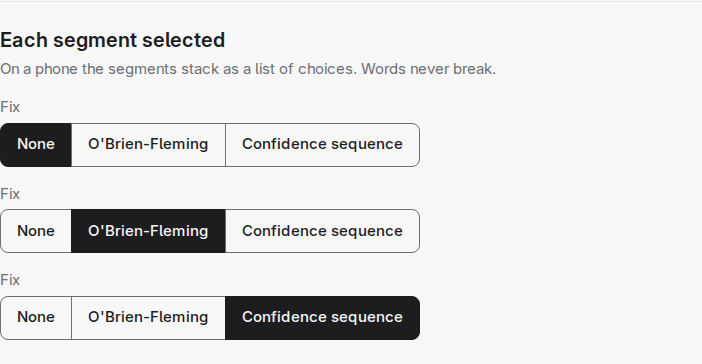 Each segment selected
On a phone the segments stack as a list of choices. Words never break.
Fix
None O'Brien-Fleming Confidence sequence
Fix
None O'Brien-Fleming Confidence sequence
Fix
None O'Brien-Fleming Confidence sequence